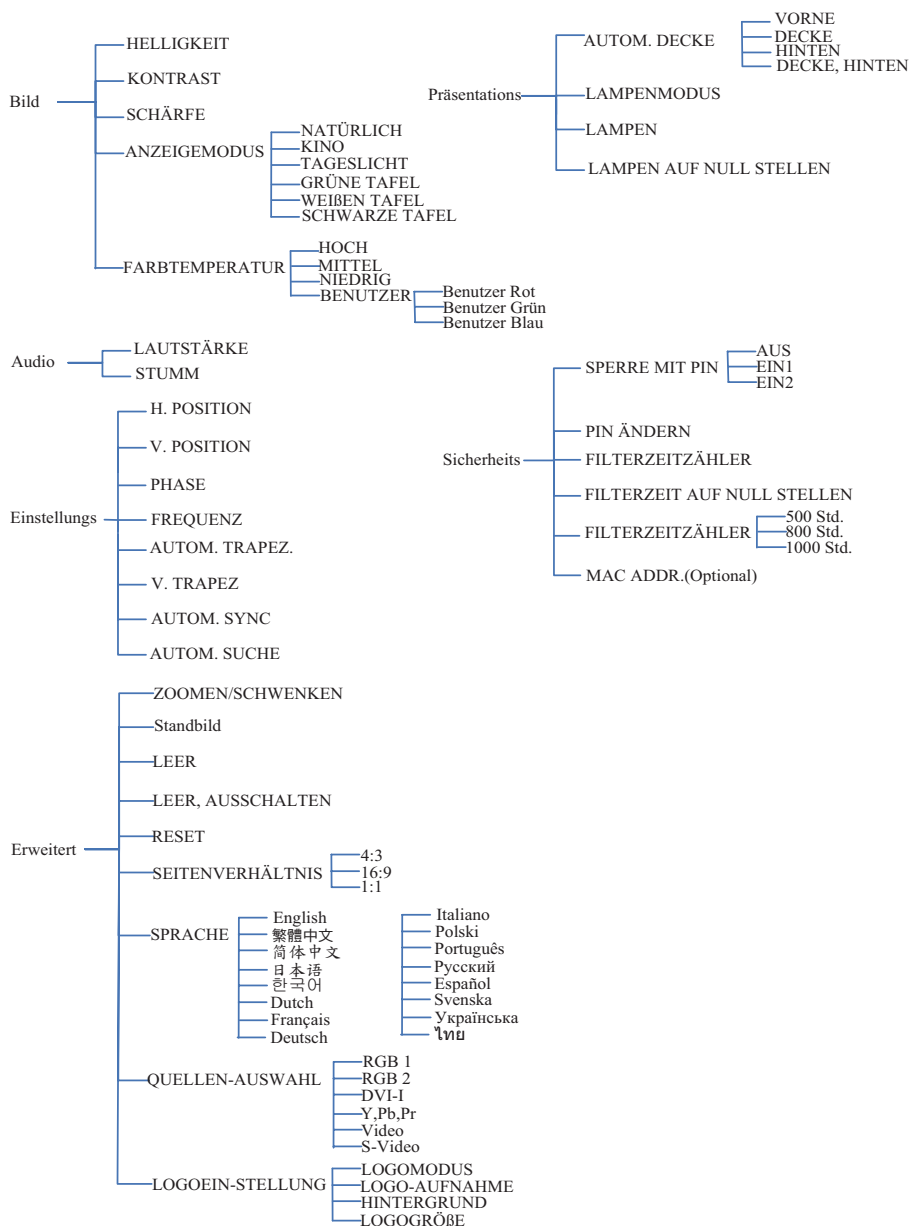 Bild
HELLIGKEIT
KONTRAST
SCHÄRFE
ANZEIGEMODUS
NATÜRLICH
KINO
TAGESLICHT
GRÜNE TAFEL
WEIßEN TAFEL
SCHWARZE TAFEL
FARBTEMPERATUR
HOCH
MITTEL
NIEDRIG
BENUTZER
Benutzer Rot
Benutzer Grün
Benutzer Blau
Präsentations
AUTOM. DECKE
VORNE
DECKE
HINTEN
DECKE, HINTEN
LAMPENMODUS
LAMPEN
LAMPEN AUF NULL STELLEN
Audio
LAUTSTÄRKE
STUMM
Einstellungs
H. POSITION
V. POSITION
PHASE
FREQUENZ
AUTOM. TRAPEZ.
V. TRAPEZ
AUTOM. SYNC
AUTOM. SUCHE
Sicherheits
SPERRE MIT PIN
AUS
EIN1
EIN2
PIN ÄNDERN
FILTERZEITZÄHLER
FILTERZEIT AUF NULL STELLEN
FILTERZEITZÄHLER
500 Std.
800 Std.
1000 Std.
MAC ADDR.(Optional)
Erweitert
ZOOMEN/SCHWENKEN
Standbild
LEER
LEER, AUSSCHALTEN
RESET
SEITENVERHÄLTNIS
4:3
16:9
1:1
SPRACHE
English
繁體中文
简体中文
日本语
한국어
Dutch
Français
Deutsch
Italiano
Polski
Português
Русский
Español
Svenska
Українська
ไทย
QUELLEN-AUSWAHL
RGB 1
RGB 2
DVI-I
Y,Pb,Pr
Video
S-Video
LOGOEIN-STELLUNG
LOGOMODUS
LOGO-AUFNAHME
HINTERGRUND
LOGOGRÖßE